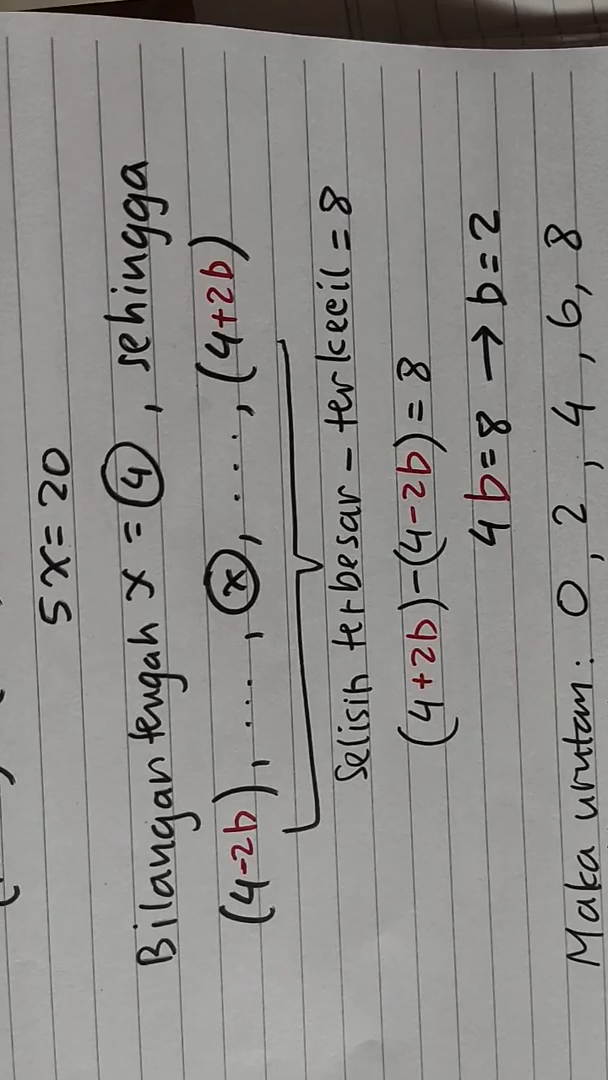 5x = 20
Bilangan tengah x = 4, sehingga
(4-2b), ..., x, ...., (4+2b)
Selisih terbesar - terkecil = 8
(4+2b)-(4-2b) = 8
4b = 8 → b = 2
Maka urutan: 0, 2, 4, 6, 8